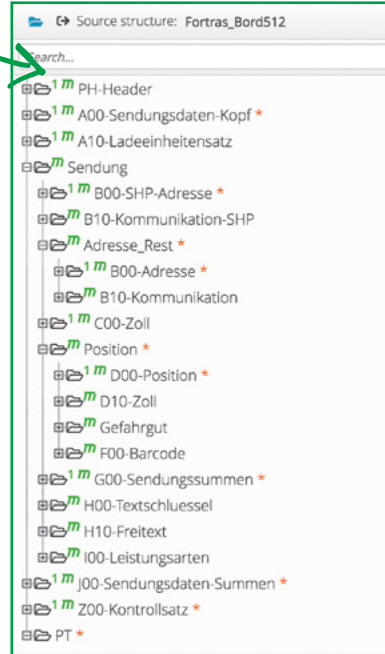 Source structure: Fortras_Bord512
Search...
1 m PH-Header
1 m A00-Sendungsdaten-Kopf *
1 m A10-Ladeeinheitensatz
m Sendung
1 m B00-SHP-Adresse *
m B10-Kommunikation-SHP
m Adresse_Rest *
1 m B00-Adresse *
m B10-Kommunikation
1 m C00-Zoll
m Position *
1 m D00-Position *
m D10-Zoll
m Gefahrgut
m F00-Barcode
1 m G00-Sendungssummen *
m H00-Textschluessel
m H10-Freitext
m I00-Leistungsarten
1 m J00-Sendungsdaten-Summen *
1 m Z00-Kontrollsatz *
PT *